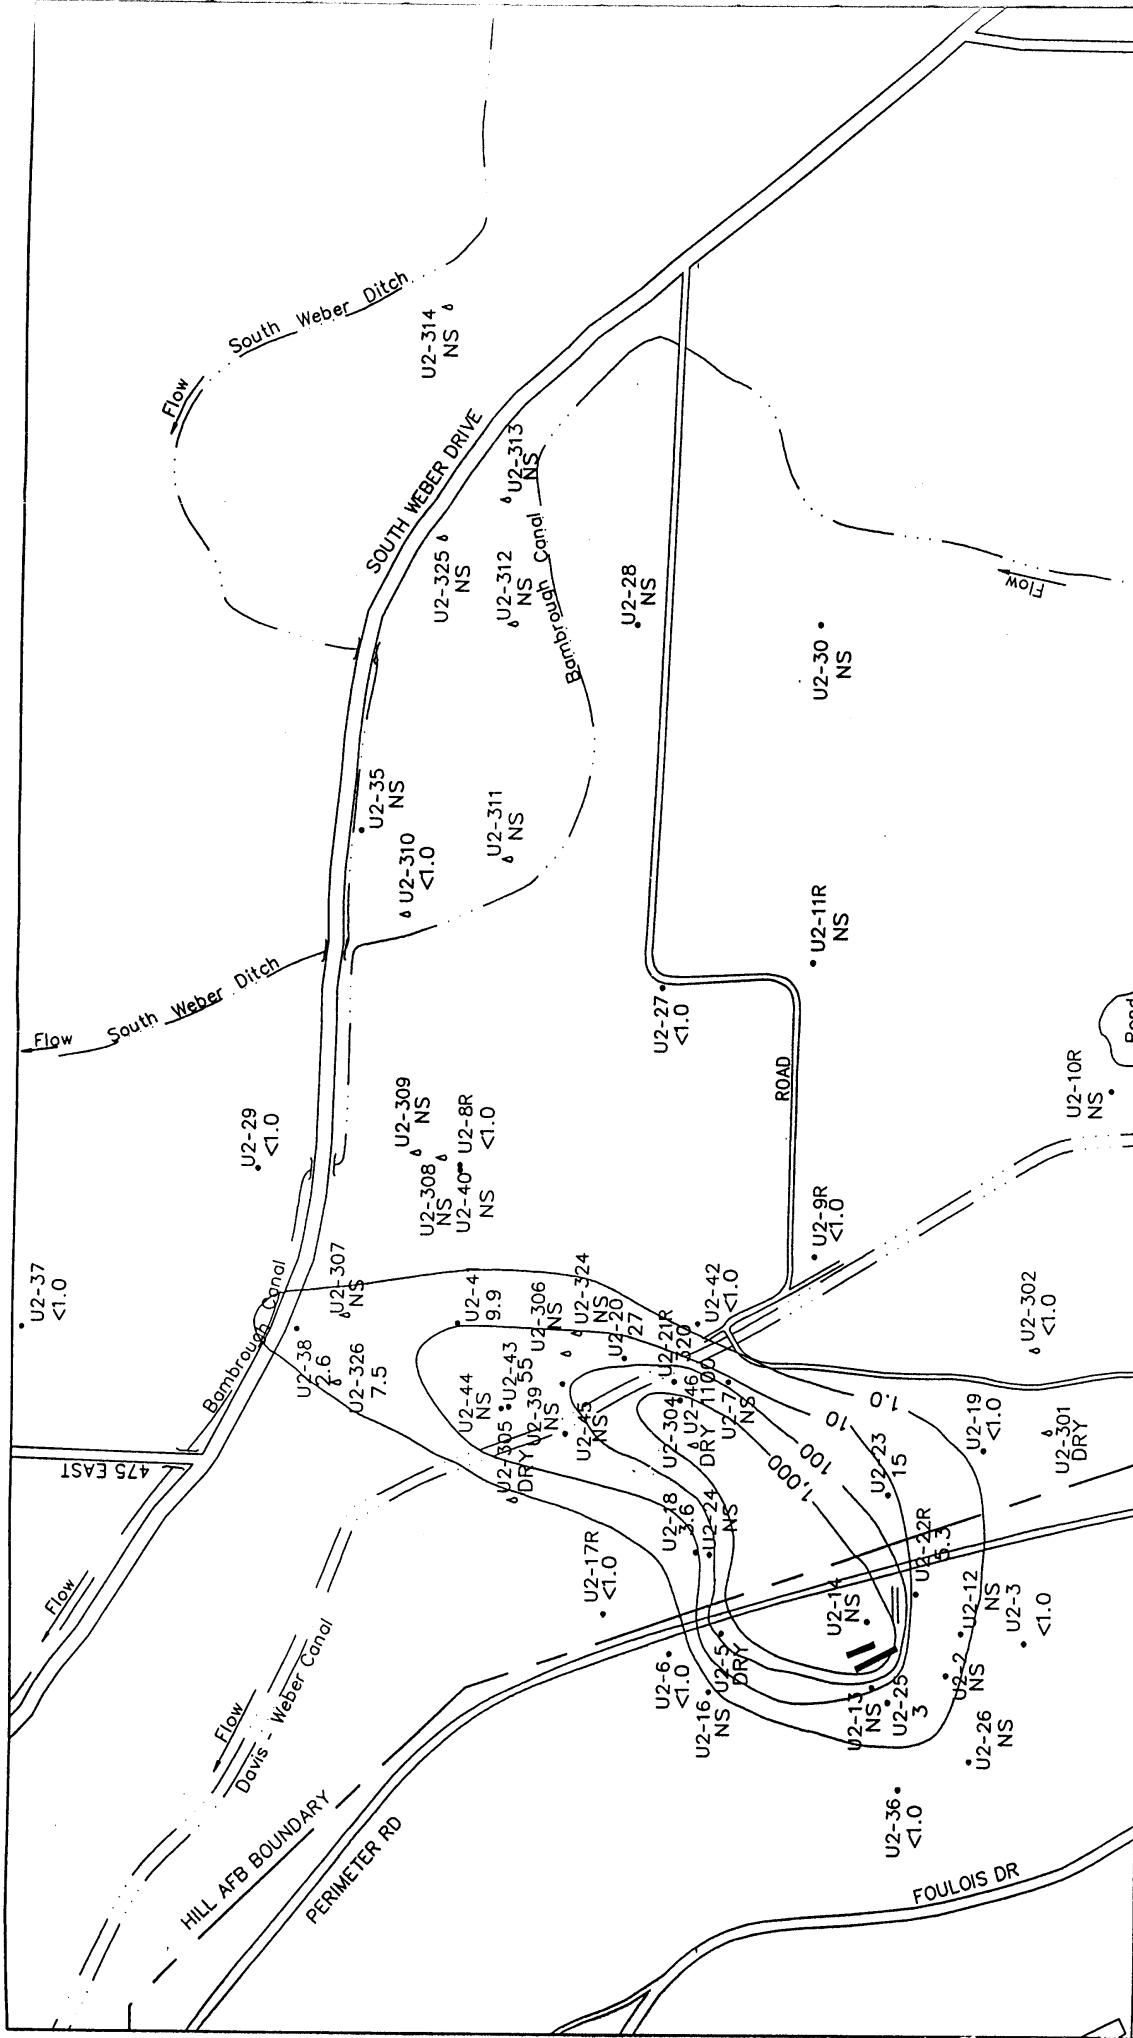 South Weber Ditch
Flow
U2-314
NS
SOUTH WEBER DRIVE
U2-313
NS
U2-325
NS
U2-312
NS
Bambrough Canal
U2-28
NS
Flow
U2-30
NS
U2-35
NS
U2-310
<1.0
U2-311
NS
U2-11R
NS
Flow
South Weber Ditch
U2-27
<1.0
Pond
U2-29
<1.0
U2-309
NS
U2-8R
<1.0
U2-308
NS
U2-40
NS
ROAD
U2-10R
NS
U2-9R
<1.0
U2-37
<1.0
Bambrough Canal
U2-307
NS
U2-38
2.6
U2-326
7.5
U2-4
9.9
U2-306
NS
U2-324
NS
U2-20
27
U2-21R
320
U2-42
<1.0
U2-302
<1.0
U2-44
NS
U2-43
55
U2-39
NS
U2-45
NS
U2-46
1100
U2-7
NS
U2-304
DRY
U2-305
DRY
1.0
10
100
1,000
U2-19
<1.0
U2-301
DRY
U2-23
15
475 EAST
U2-18
3.6
U2-24
NS
U2-17R
<1.0
U2-22R
5.3
U2-14
NS
U2-12
NS
U2-3
<1.0
Flow
Flow
Davis - Weber Canal
U2-6
<1.0
U2-5
DRY
U2-16
NS
U2-13
NS
U2-25
3
U2-2
NS
U2-26
NS
U2-36
<1.0
HILL AFB BOUNDARY
PERIMETER RD
FOULOIS DR